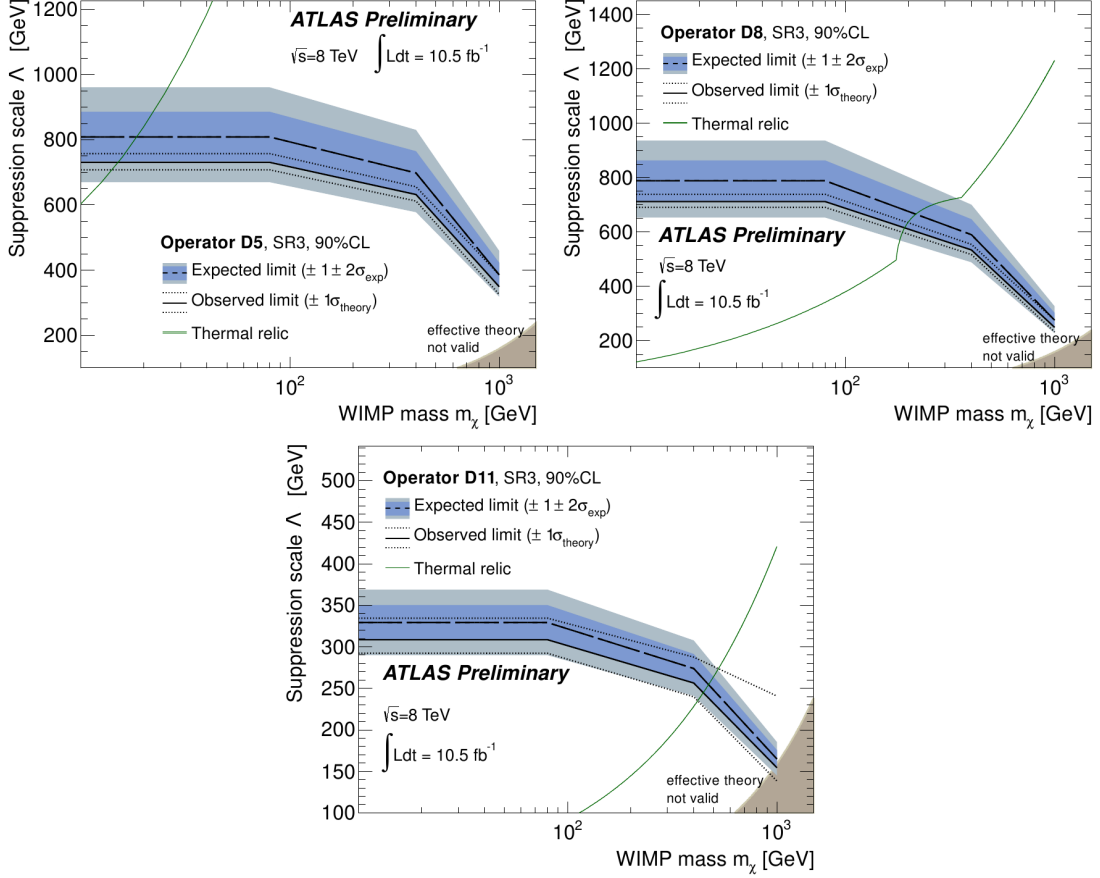 Suppression scale Λ [GeV]
1200
1000
800
600
400
200
ATLAS Preliminary
√s=8 TeV ∫Ldt = 10.5 fb⁻¹
Operator D5, SR3, 90%CL
Expected limit (± 1 ± 2σexp)
Observed limit (± 1σtheory)
Thermal relic
effective theory
not valid
10² 10³
WIMP mass mχ [GeV]
Suppression scale Λ [GeV]
1400
1200
1000
800
600
400
200
Operator D8, SR3, 90%CL
Expected limit (± 1 ± 2σexp)
Observed limit (± 1σtheory)
Thermal relic
ATLAS Preliminary
√s=8 TeV
∫Ldt = 10.5 fb⁻¹
effective theory
not valid
10² 10³
WIMP mass mχ [GeV]
Suppression scale Λ [GeV]
500
450
400
350
300
250
200
150
100
Operator D11, SR3, 90%CL
Expected limit (± 1 ± 2σexp)
Observed limit (± 1σtheory)
Thermal relic
ATLAS Preliminary
√s=8 TeV
∫Ldt = 10.5 fb⁻¹
effective theory
not valid
10² 10³
WIMP mass mχ [GeV]